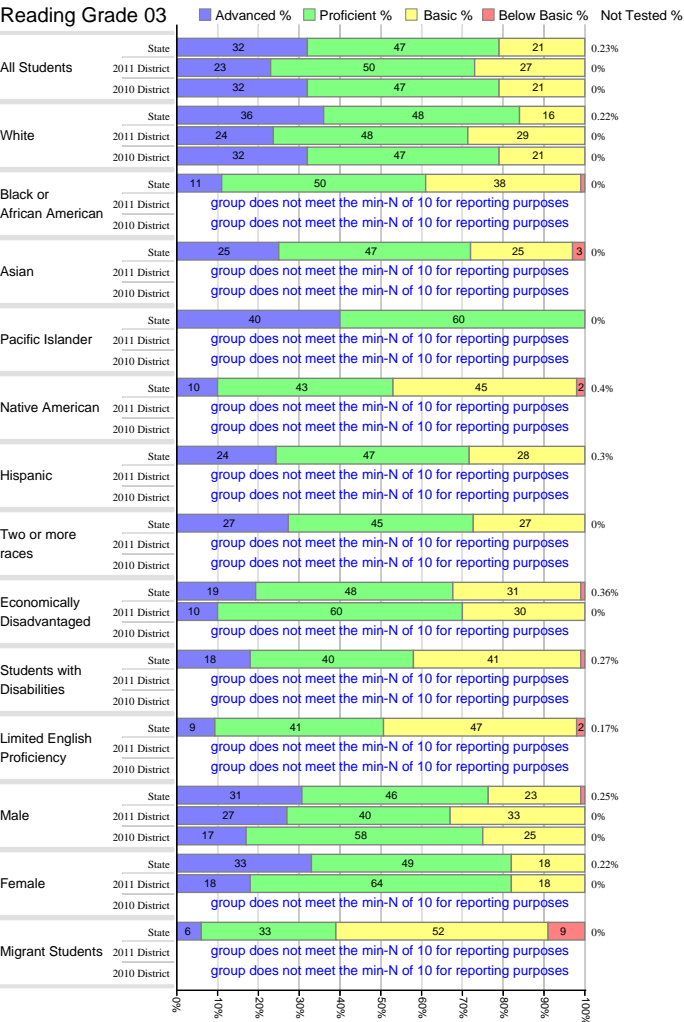 Reading Grade 03 Advanced % Proficient % Basic % Below Basic % Not Tested %
All Students
State 32 47 21 0.23%
2011 District 23 50 27 0%
2010 District 32 47 21 0%
White
State 36 48 16 0.22%
2011 District 24 48 29 0%
2010 District 32 47 21 0%
Black or
African American
State 11 50 38 0%
2011 District group does not meet the min-N of 10 for reporting purposes
2010 District group does not meet the min-N of 10 for reporting purposes
Asian
State 25 47 25 3 0%
2011 District group does not meet the min-N of 10 for reporting purposes
2010 District group does not meet the min-N of 10 for reporting purposes
Pacific Islander
State 40 60 0%
2011 District group does not meet the min-N of 10 for reporting purposes
2010 District group does not meet the min-N of 10 for reporting purposes
Native American
State 10 43 45 2 0.4%
2011 District group does not meet the min-N of 10 for reporting purposes
2010 District group does not meet the min-N of 10 for reporting purposes
Hispanic
State 24 47 28 0.3%
2011 District group does not meet the min-N of 10 for reporting purposes
2010 District group does not meet the min-N of 10 for reporting purposes
Two or more
races
State 27 45 27 0%
2011 District group does not meet the min-N of 10 for reporting purposes
2010 District group does not meet the min-N of 10 for reporting purposes
Economically
Disadvantaged
State 19 48 31 0.36%
2011 District 10 60 30 0%
2010 District group does not meet the min-N of 10 for reporting purposes
Students with
Disabilities
State 18 40 41 0.27%
2011 District group does not meet the min-N of 10 for reporting purposes
2010 District group does not meet the min-N of 10 for reporting purposes
Limited English
Proficiency
State 9 41 47 2 0.17%
2011 District group does not meet the min-N of 10 for reporting purposes
2010 District group does not meet the min-N of 10 for reporting purposes
Male
State 31 46 23 0.25%
2011 District 27 40 33 0%
2010 District 17 58 25 0%
Female
State 33 49 18 0.22%
2011 District 18 64 18 0%
2010 District group does not meet the min-N of 10 for reporting purposes
Migrant Students
State 6 33 52 9 0%
2011 District group does not meet the min-N of 10 for reporting purposes
2010 District group does not meet the min-N of 10 for reporting purposes
0% 10% 20% 30% 40% 50% 60% 70% 80% 90% 100%